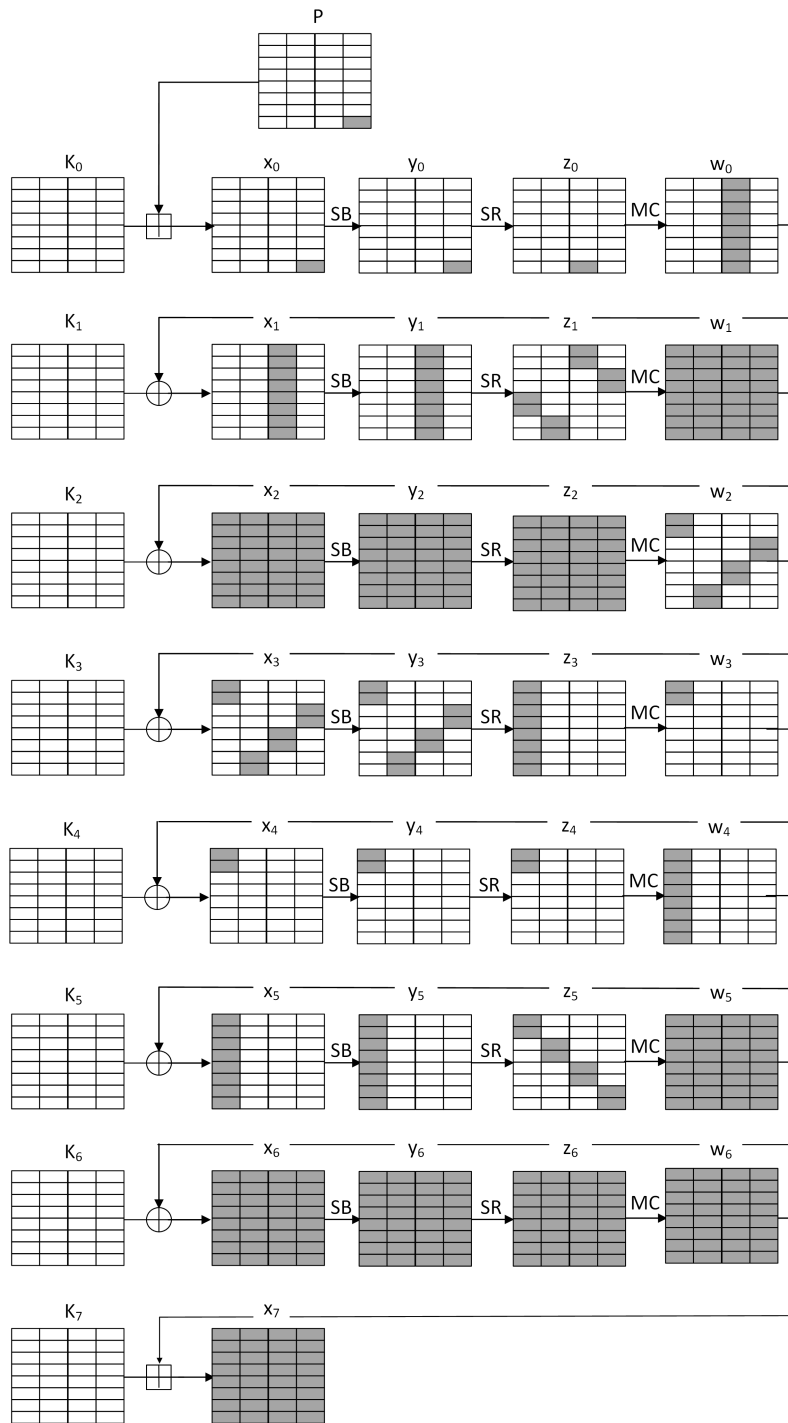 P
K₀ x₀ y₀ z₀ w₀
SB SR MC
K₁ x₁ y₁ z₁ w₁
SB SR MC
K₂ x₂ y₂ z₂ w₂
SB SR MC
K₃ x₃ y₃ z₃ w₃
SB SR MC
K₄ x₄ y₄ z₄ w₄
SB SR MC
K₅ x₅ y₅ z₅ w₅
SB SR MC
K₆ x₆ y₆ z₆ w₆
SB SR MC
K₇ x₇